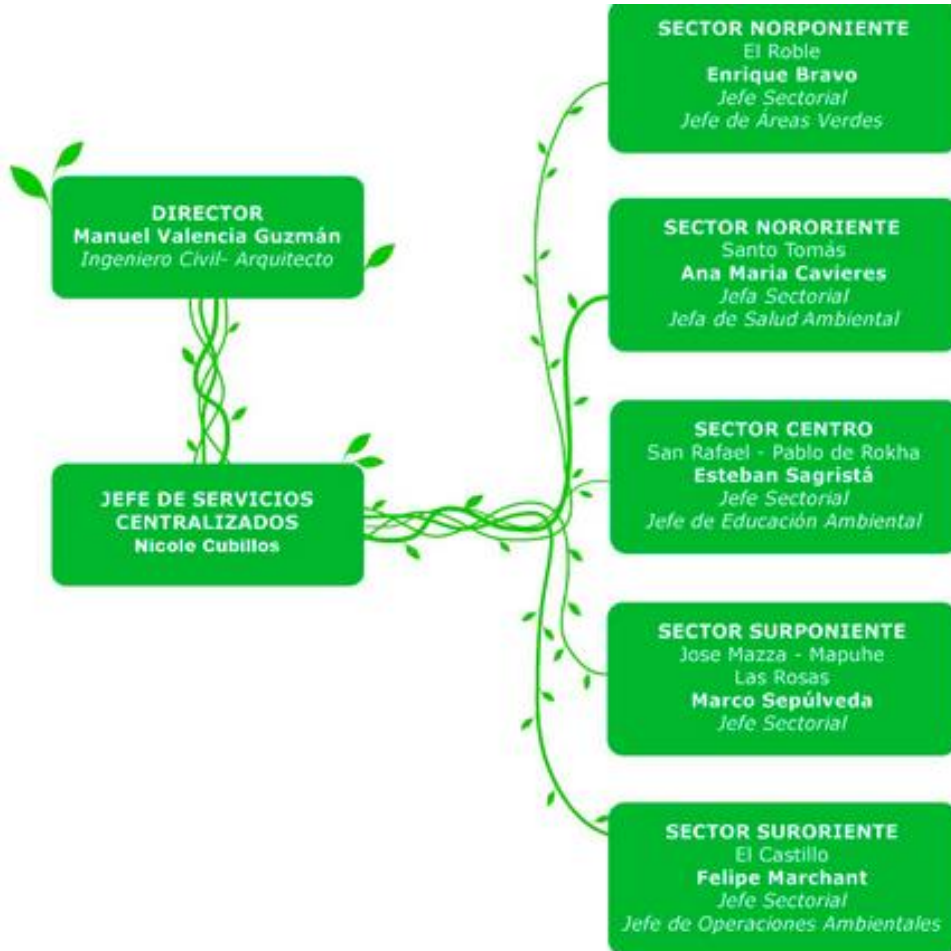 DIRECTOR
Manuel Valencia Guzmán
Ingeniero Civil- Arquitecto
JEFE DE SERVICIOS
CENTRALIZADOS
Nicole Cubillos
SECTOR NORPONIENTE
El Roble
Enrique Bravo
Jefe Sectorial
Jefe de Áreas Verdes
SECTOR NORORIENTE
Santo Tomás
Ana Maria Cavieres
Jefa Sectorial
Jefa de Salud Ambiental
SECTOR CENTRO
San Rafael - Pablo de Rokha
Esteban Sagristá
Jefe Sectorial
Jefe de Educación Ambiental
SECTOR SURPONIENTE
Jose Mazza - Mapuhe
Las Rosas
Marco Sepúlveda
Jefe Sectorial
SECTOR SURORIENTE
El Castillo
Felipe Marchant
Jefe Sectorial
Jefe de Operaciones Ambientales